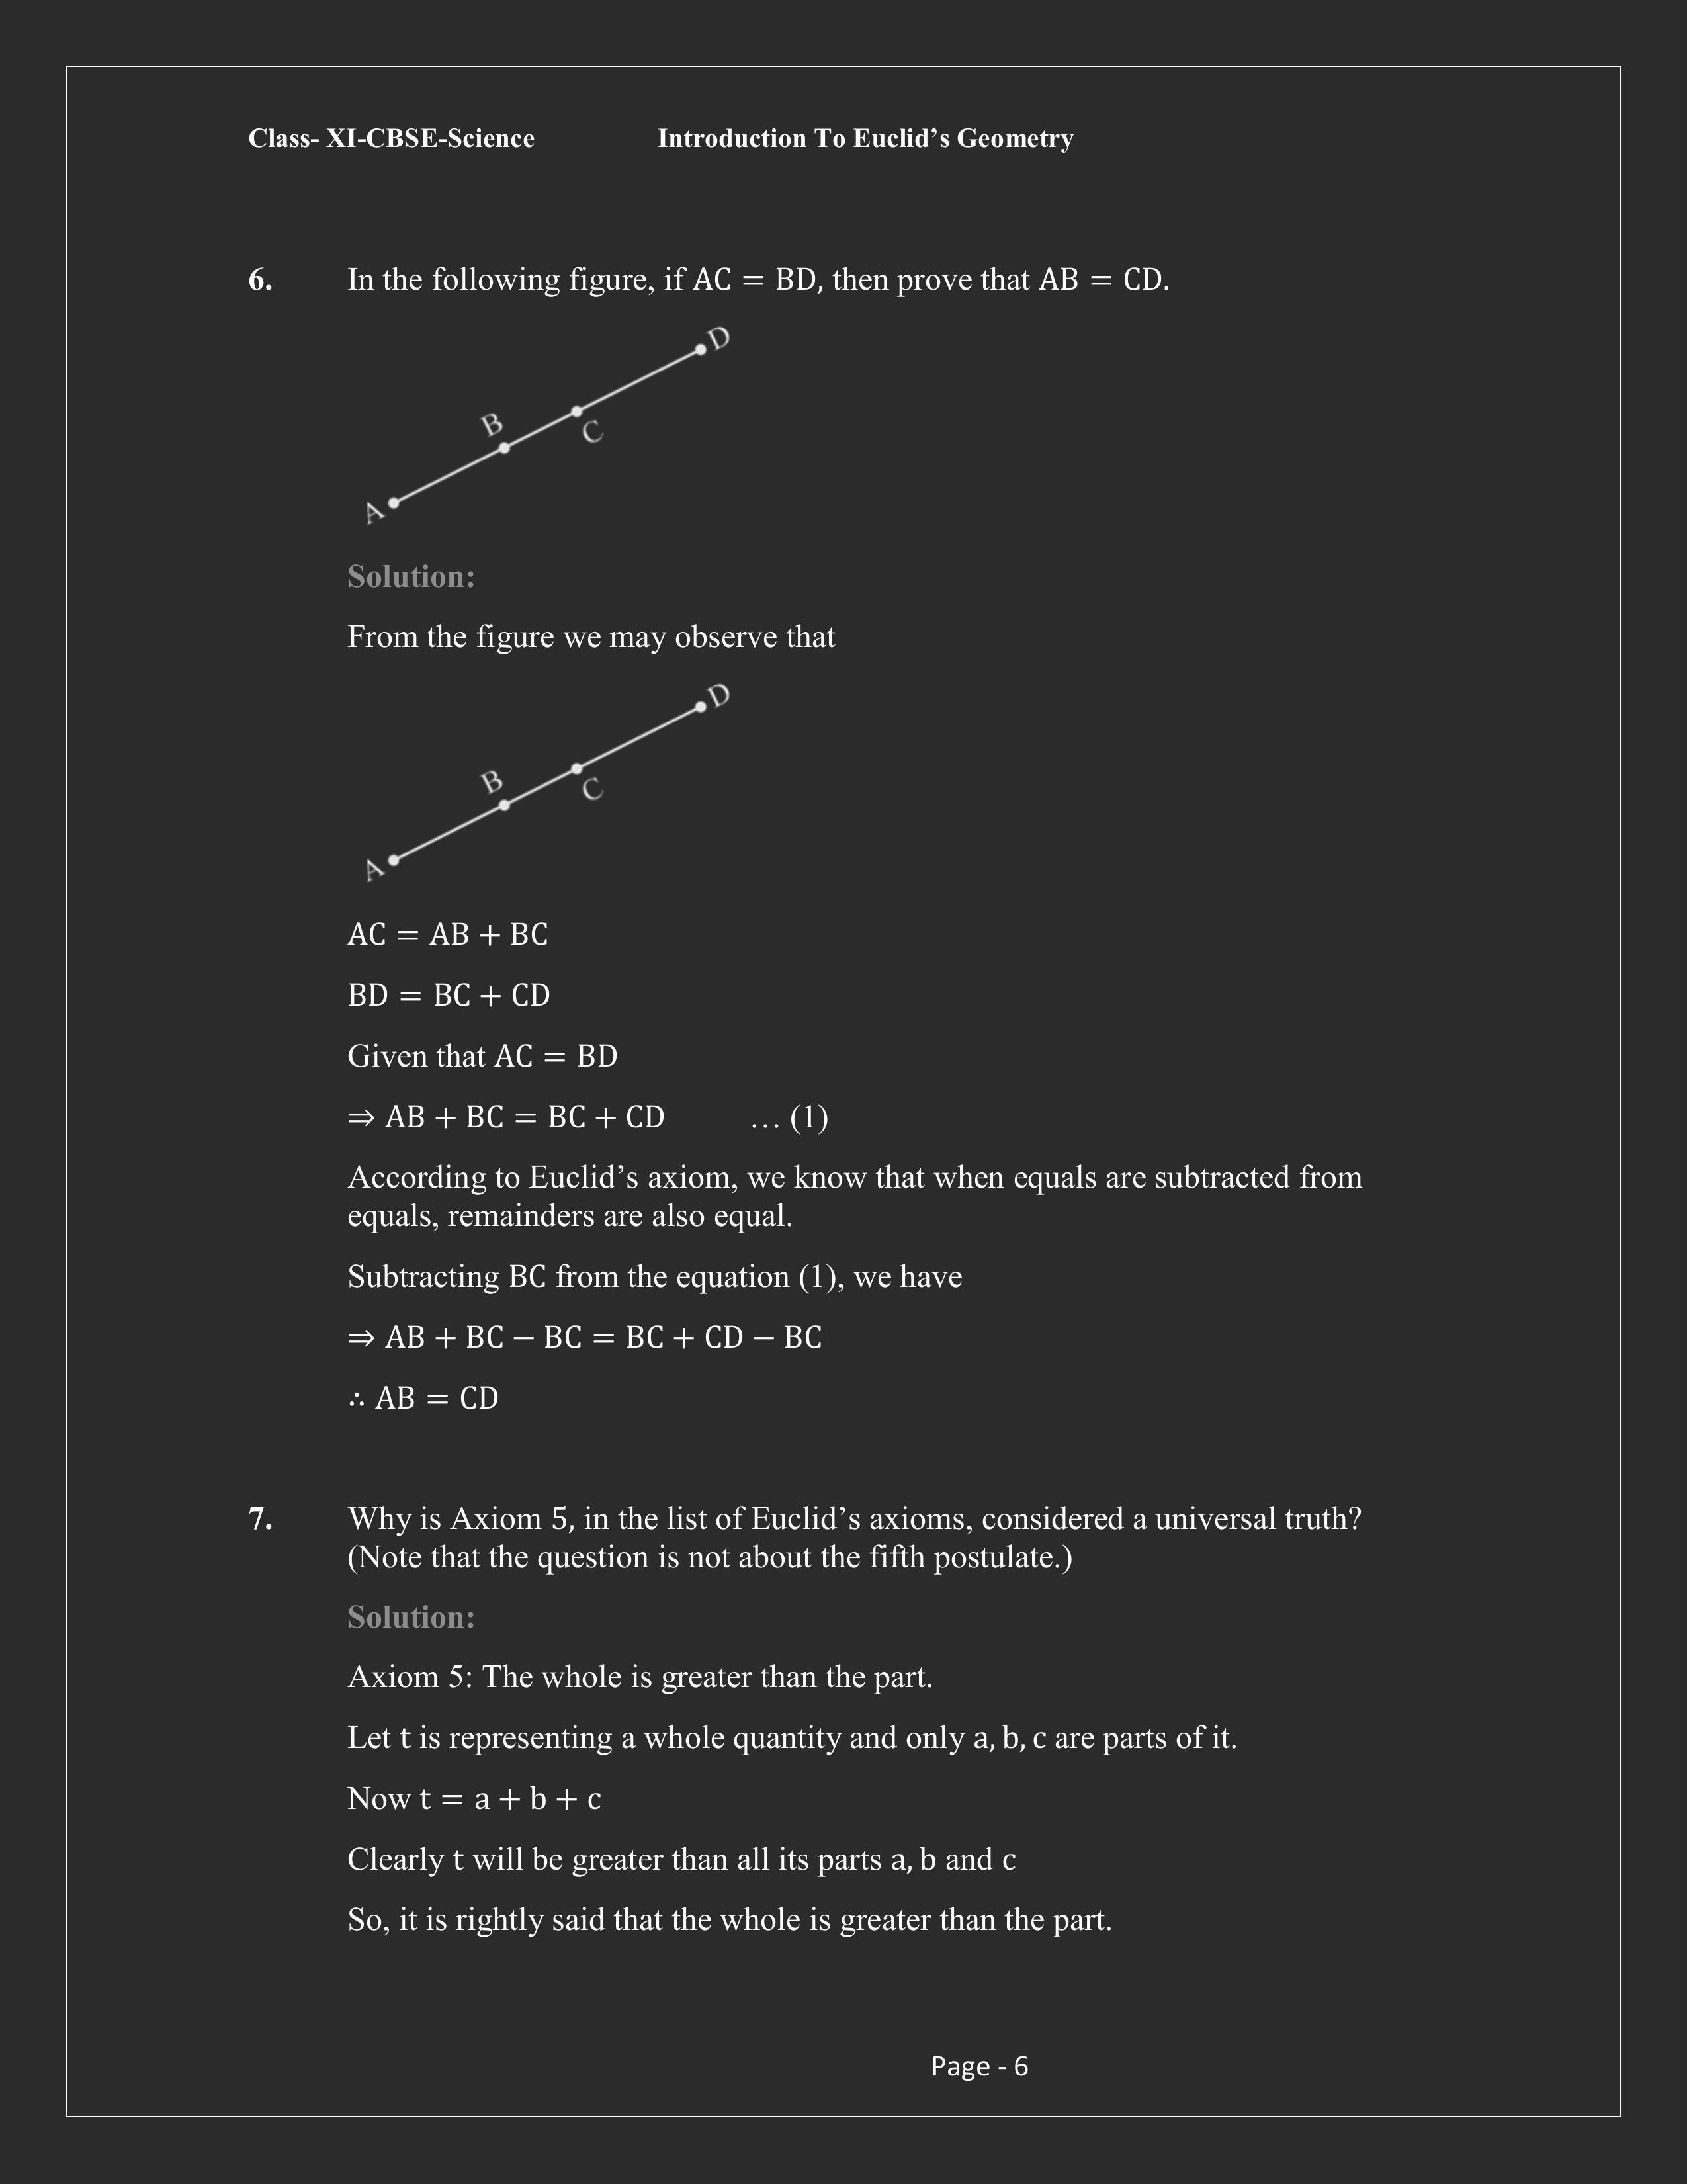 Class- XI-CBSE-Science Introduction To Euclid’s Geometry
6. In the following figure, if AC = BD, then prove that AB = CD.
D
B
C
A
Solution:
From the figure we may observe that
D
B
C
A
AC = AB + BC
BD = BC + CD
Given that AC = BD
⇒ AB + BC = BC + CD … (1)
According to Euclid’s axiom, we know that when equals are subtracted from
equals, remainders are also equal.
Subtracting BC from the equation (1), we have
⇒ AB + BC − BC = BC + CD − BC
∴ AB = CD
7. Why is Axiom 5, in the list of Euclid’s axioms, considered a universal truth?
(Note that the question is not about the fifth postulate.)
Solution:
Axiom 5: The whole is greater than the part.
Let t is representing a whole quantity and only a, b, c are parts of it.
Now t = a + b + c
Clearly t will be greater than all its parts a, b and c
So, it is rightly said that the whole is greater than the part.
Page - 6